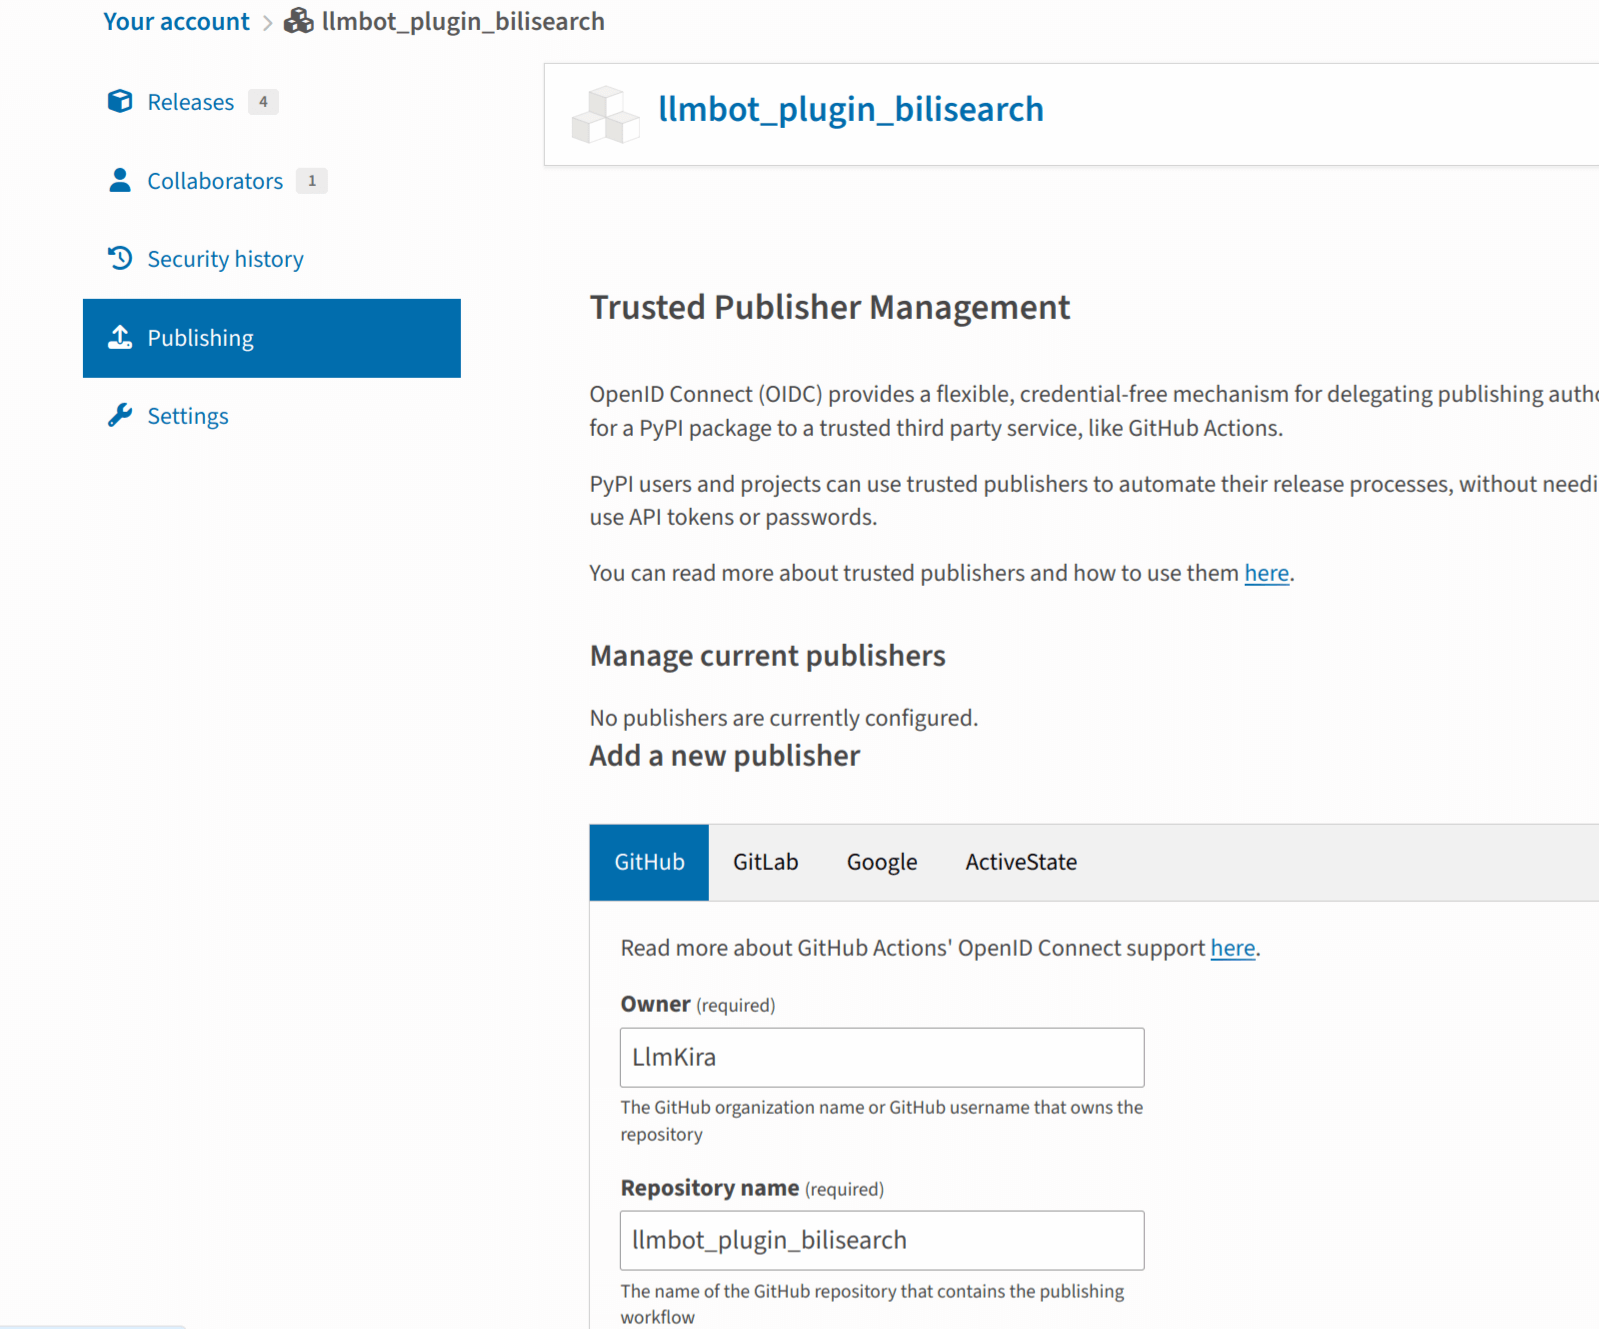 Your account > llmbot_plugin_bilisearch
Releases 4
Collaborators 1
Security history
Publishing
Settings
llmbot_plugin_bilisearch
Trusted Publisher Management
OpenID Connect (OIDC) provides a flexible, credential-free mechanism for delegating publishing
for a PyPI package to a trusted third party service, like GitHub Actions.
PyPI users and projects can use trusted publishers to automate their release processes, without
use API tokens or passwords.
You can read more about trusted publishers and how to use them here.
Manage current publishers
No publishers are currently configured.
Add a new publisher
GitHub GitLab Google ActiveState
Read more about GitHub Actions' OpenID Connect support here.
Owner (required)
LlmKira
The GitHub organization name or GitHub username that owns the
repository
Repository name (required)
llmbot_plugin_bilisearch
The name of the GitHub repository that contains the publishing
workflow